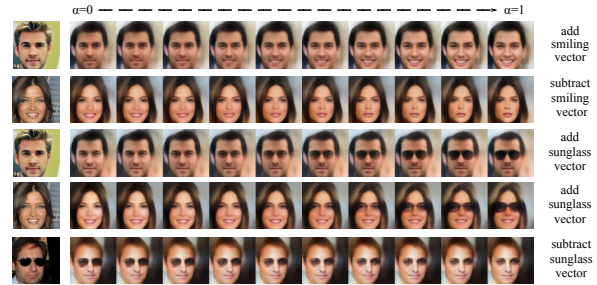 α=0 α=1
add
smiling
vector
subtract
smiling
vector
add
sunglass
vector
add
sunglass
vector
subtract
sunglass
vector